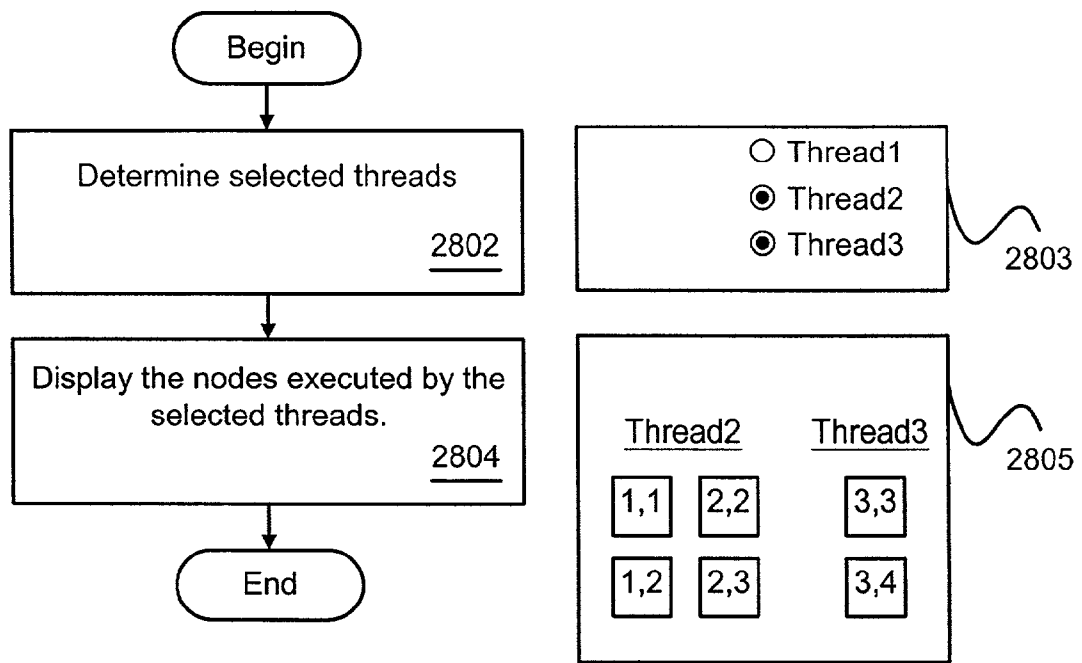 Begin
Determine selected threads
2802
Thread1
Thread2
Thread3
2803
Display the nodes executed by the
selected threads.
2804
Thread2 Thread3
1,1 2,2 3,3
1,2 2,3 3,4
2805
End